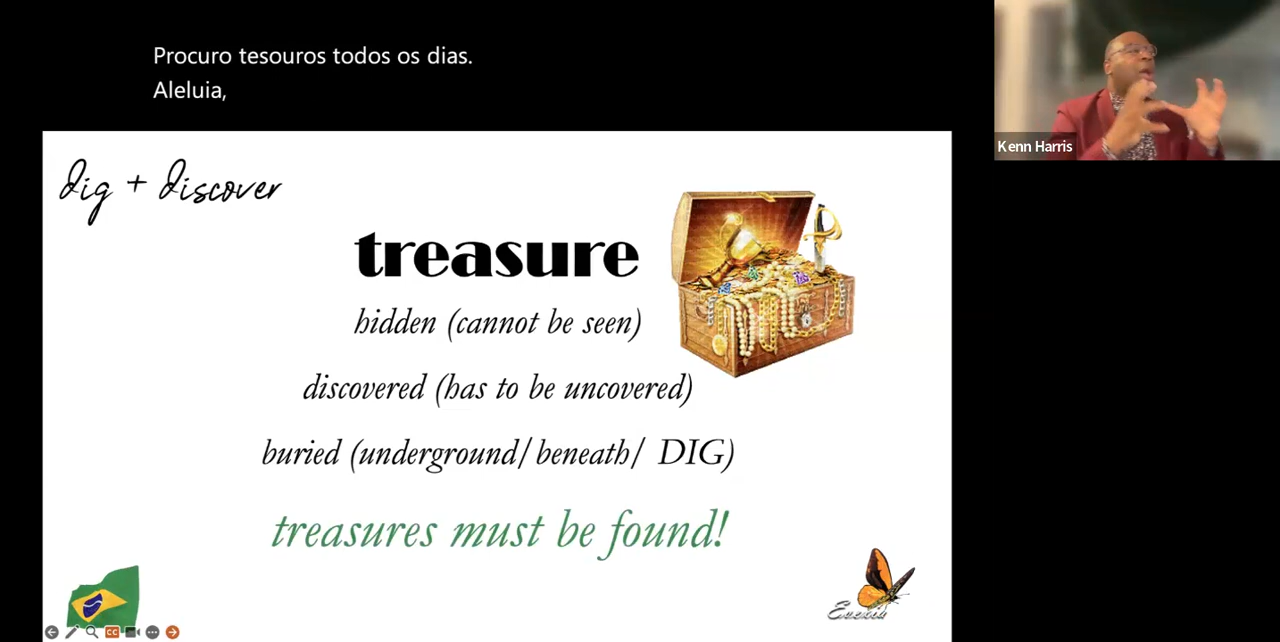 Procuro tesouros todos os dias.
Aleluia,
Kenn Harris
dig + discover
treasure
hidden (cannot be seen)
discovered (has to be uncovered)
buried (underground/beneath/ DIG)
treasures must be found!
CC